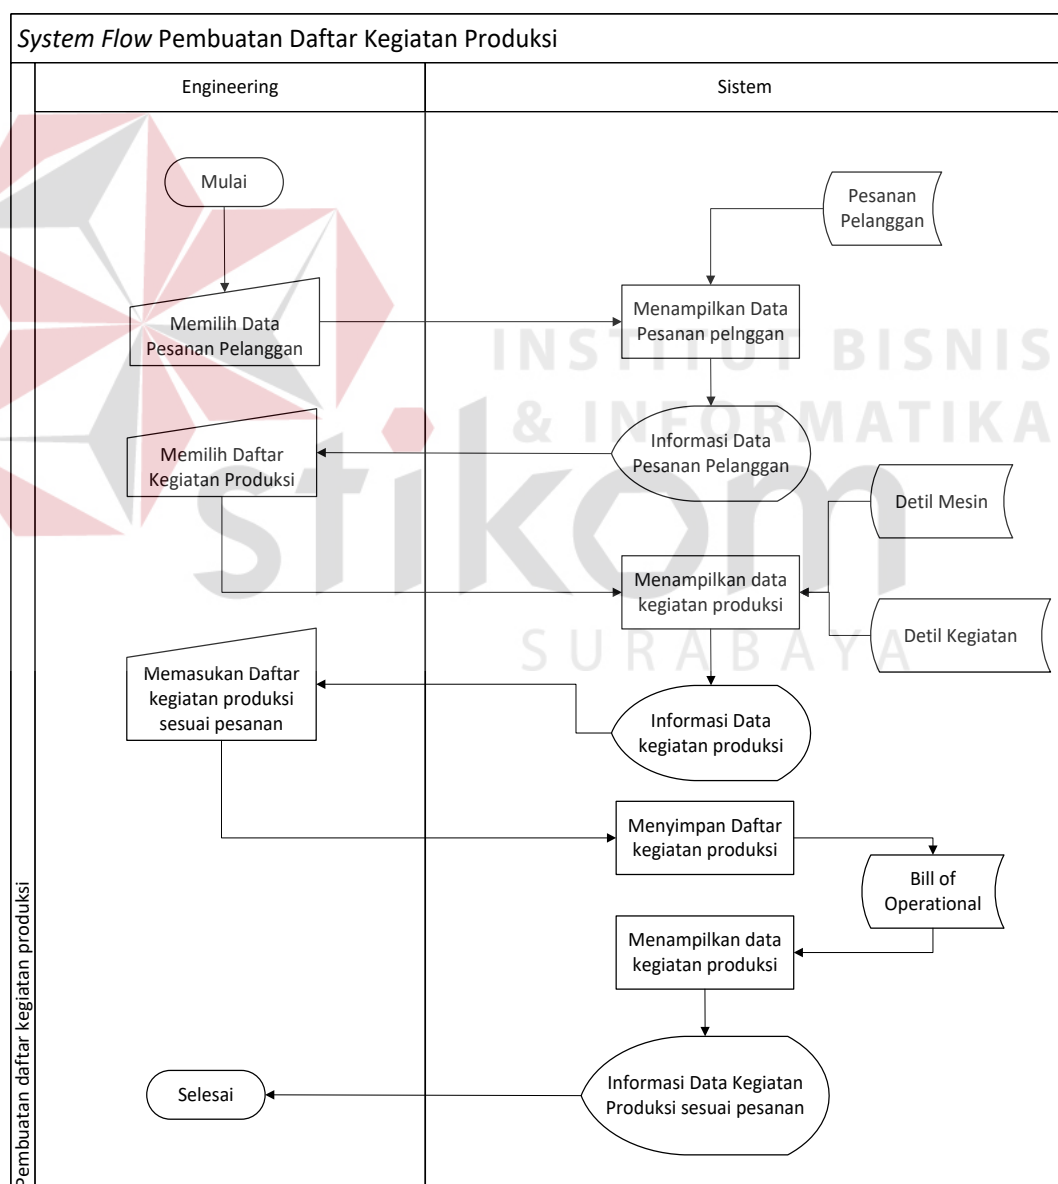 System Flow Pembuatan Daftar Kegiatan Produksi
Engineering
Sistem
Mulai
Pesanan
Pelanggan
Memilih Data
Pesanan Pelanggan
Menampilkan Data
Pesanan pelnggan
INSTITUT BISNIS
& INFORMATIKA
stikom
SURABAYA
Memilih Daftar
Kegiatan Produksi
Informasi Data
Pesanan Pelanggan
Detil Mesin
Menampilkan data
kegiatan produksi
Detil Kegiatan
Memasukan Daftar
kegiatan produksi
sesuai pesanan
Informasi Data
kegiatan produksi
Menyimpan Daftar
kegiatan produksi
Bill of
Operational
Menampilkan data
kegiatan produksi
Informasi Data Kegiatan
Produksi sesuai pesanan
Selesai
Pembuatan daftar kegiatan produksi